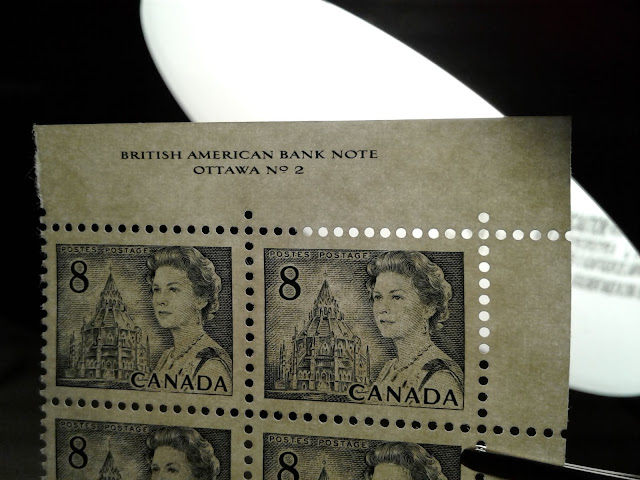 BRITISH AMERICAN BANK NOTE
OTTAWA Nº 2
POSTES POSTAGE
8
CANADA
POSTES POSTAGE
8
CANADA
POSTES POSTAGE
8
POSTES POSTAGE
8